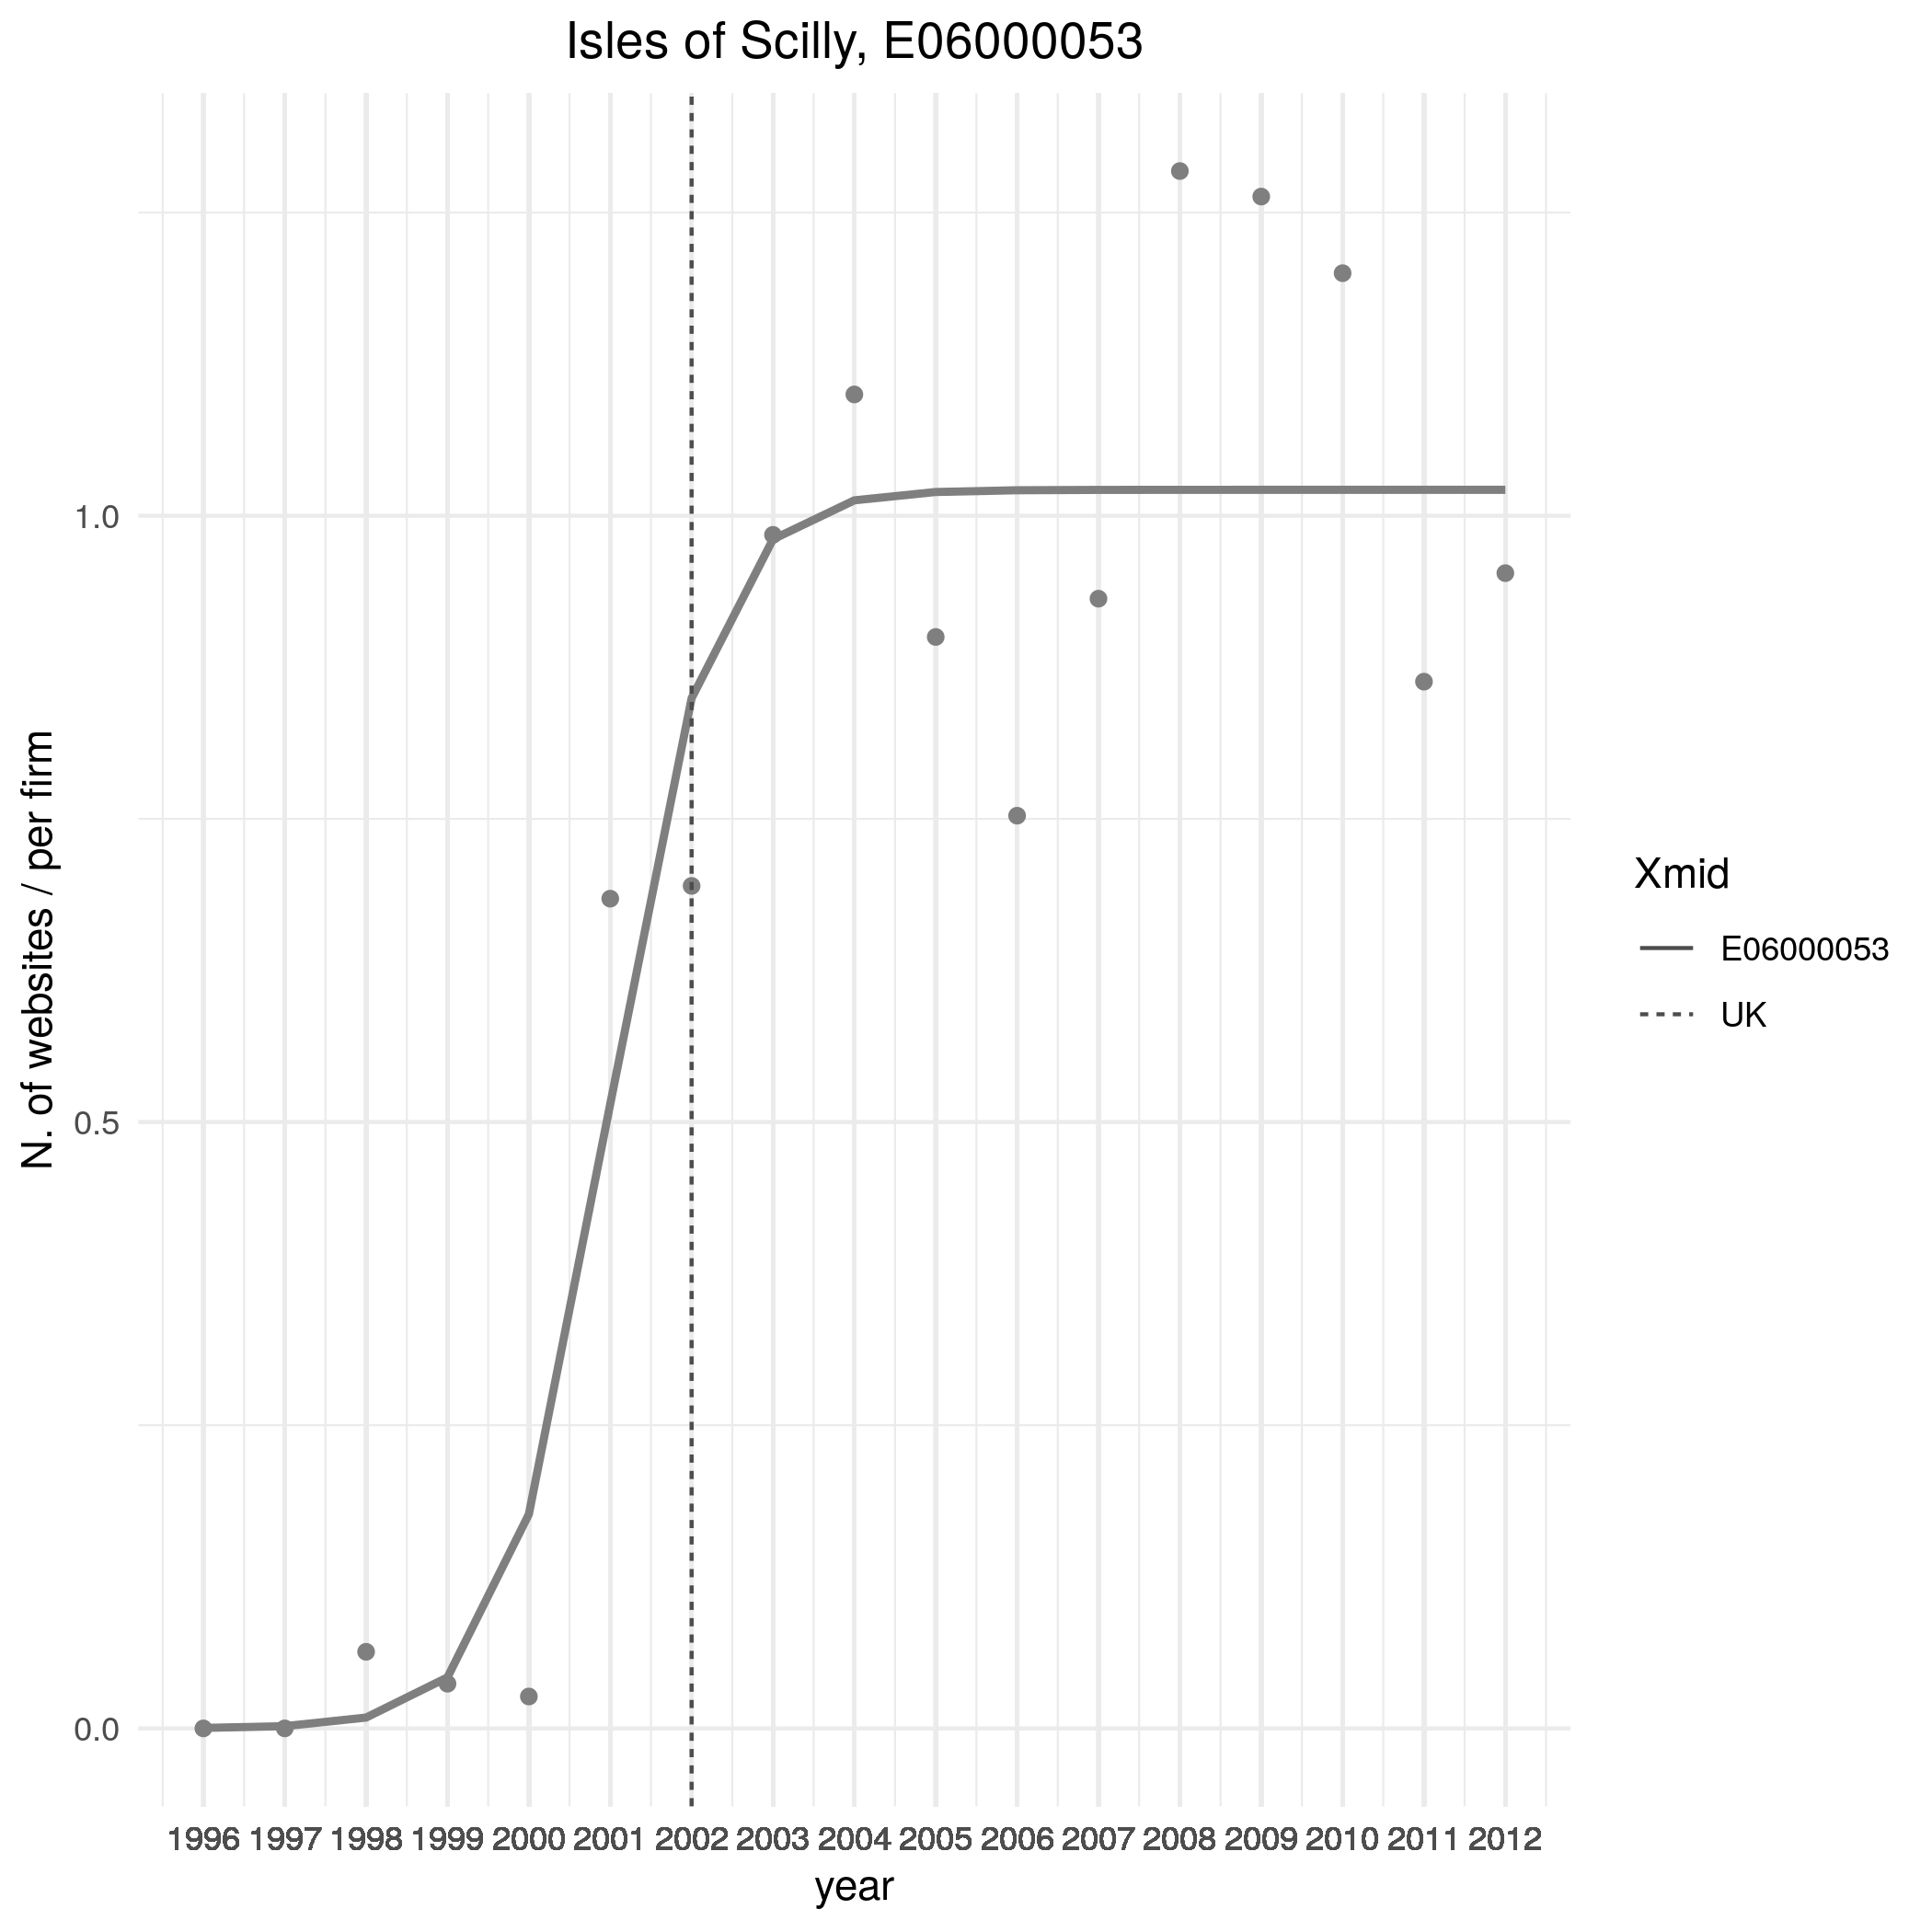 Isles of Scilly, E06000053
N. of websites / per firm
1.0
0.5
0.0
1996 1997 1998 1999 2000 2001 2002 2003 2004 2005 2006 2007 2008 2009 2010 2011 2012
year
Xmid
E06000053
UK